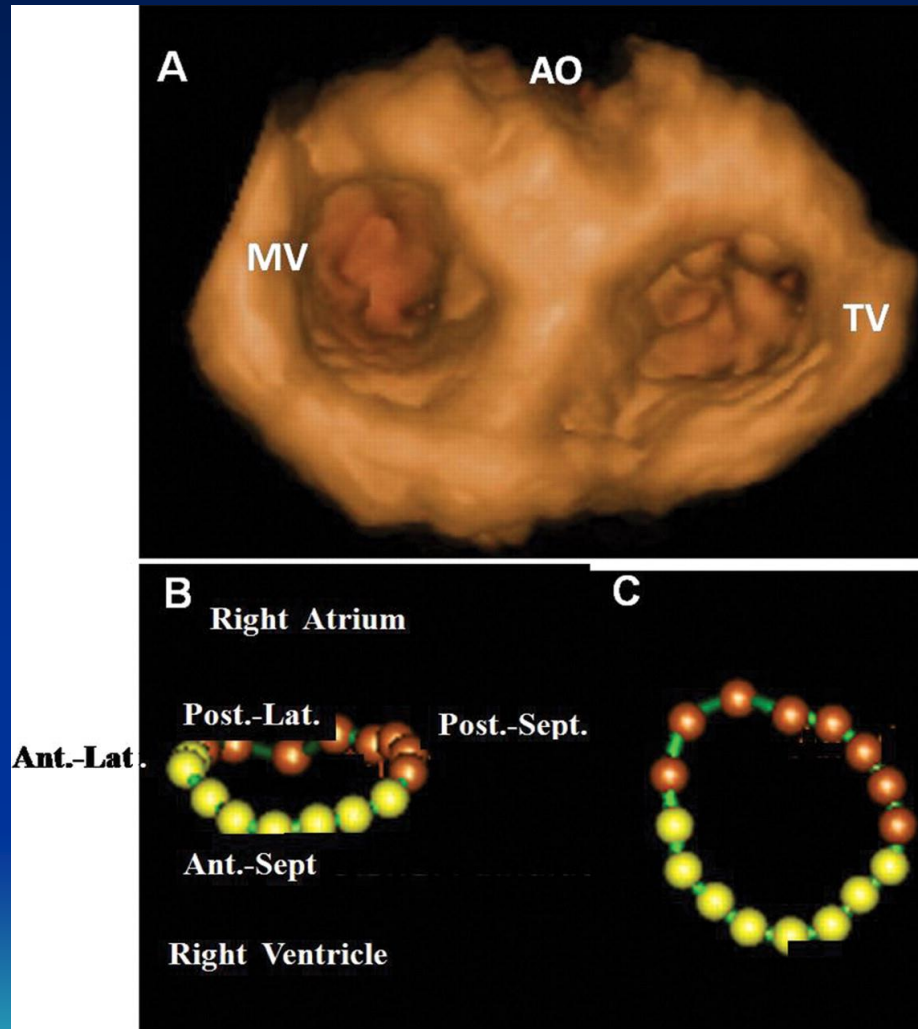 A
AO
MV
TV
B
C
Right Atrium
Post.-Lat.
Post.-Sept.
Ant.-Lat.
Ant.-Sept
Right Ventricle